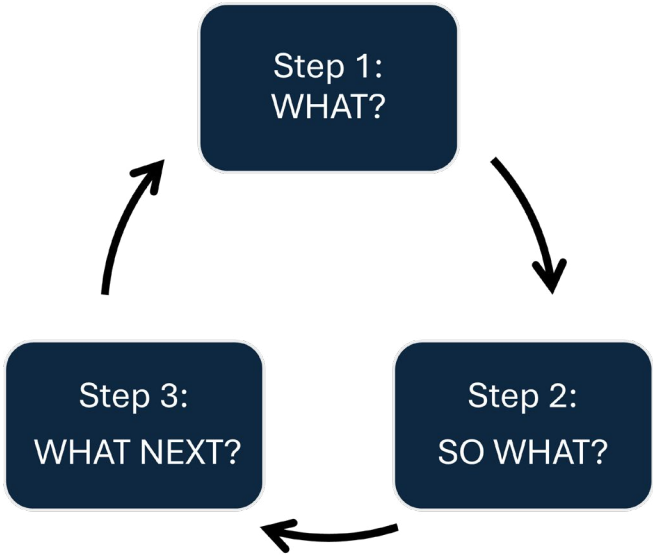 Step 1:
WHAT?
Step 2:
SO WHAT?
Step 3:
WHAT NEXT?